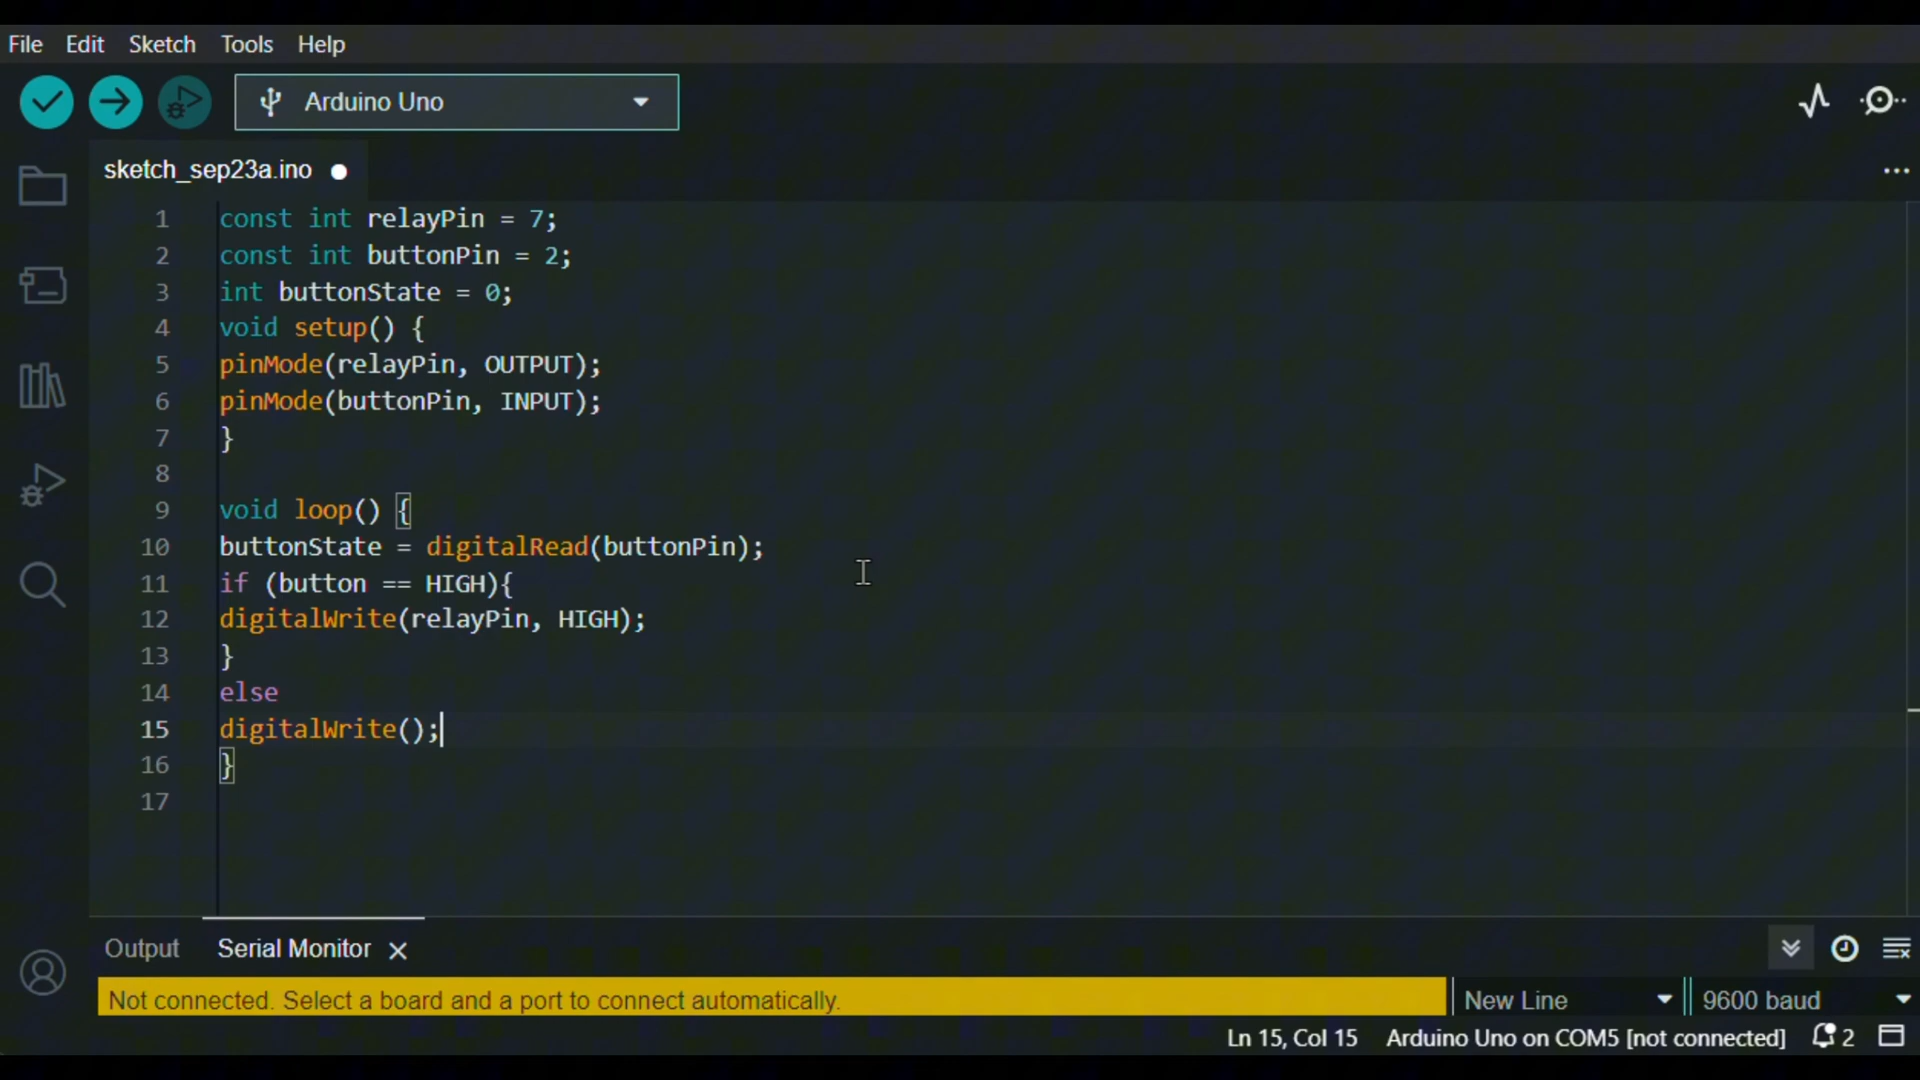 File Edit Sketch Tools Help
Arduino Uno
sketch_sep23a.ino
1 const int relayPin = 7;
2 const int buttonPin = 2;
3 int buttonState = 0;
4 void setup() {
5 pinMode(relayPin, OUTPUT);
6 pinMode(buttonPin, INPUT);
7 }
8
9 void loop() {
10 buttonState = digitalRead(buttonPin);
11 if (button == HIGH){
12 digitalWrite(relayPin, HIGH);
13 }
14 else
15 digitalWrite();
16 }
17
Output Serial Monitor
Not connected. Select a board and a port to connect automatically. New Line 9600 baud
Ln 15, Col 15 Arduino Uno on COM5 [not connected] 2